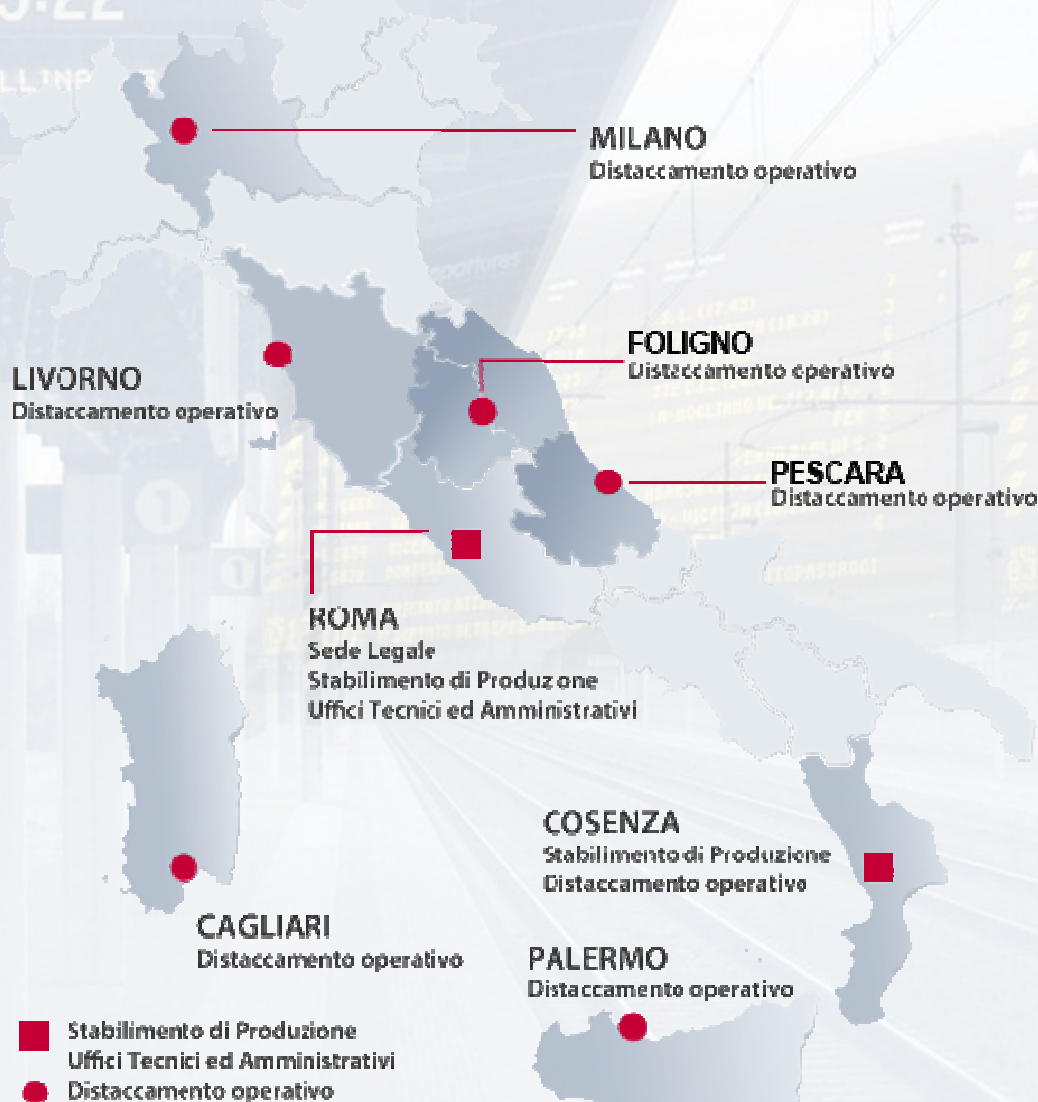 MILANO
Distaccamento operativo
FOLIGNO
Distaccamento operativo
LIVORNO
Distaccamento operativo
PESCARA
Distaccamento operativo
ROMA
Sede Legale
Stabilimento di Produz one
Uffici Tecnici ed Amministrativi
COSENZA
Stabilimento di Produzione
Distaccamento operativo
CAGLIARI
Distaccamento operativo
PALERMO
Distaccamento operativo
Stabilimento di Produzione
Uffici Tecnici ed Amministrativi
Distaccamento operativo